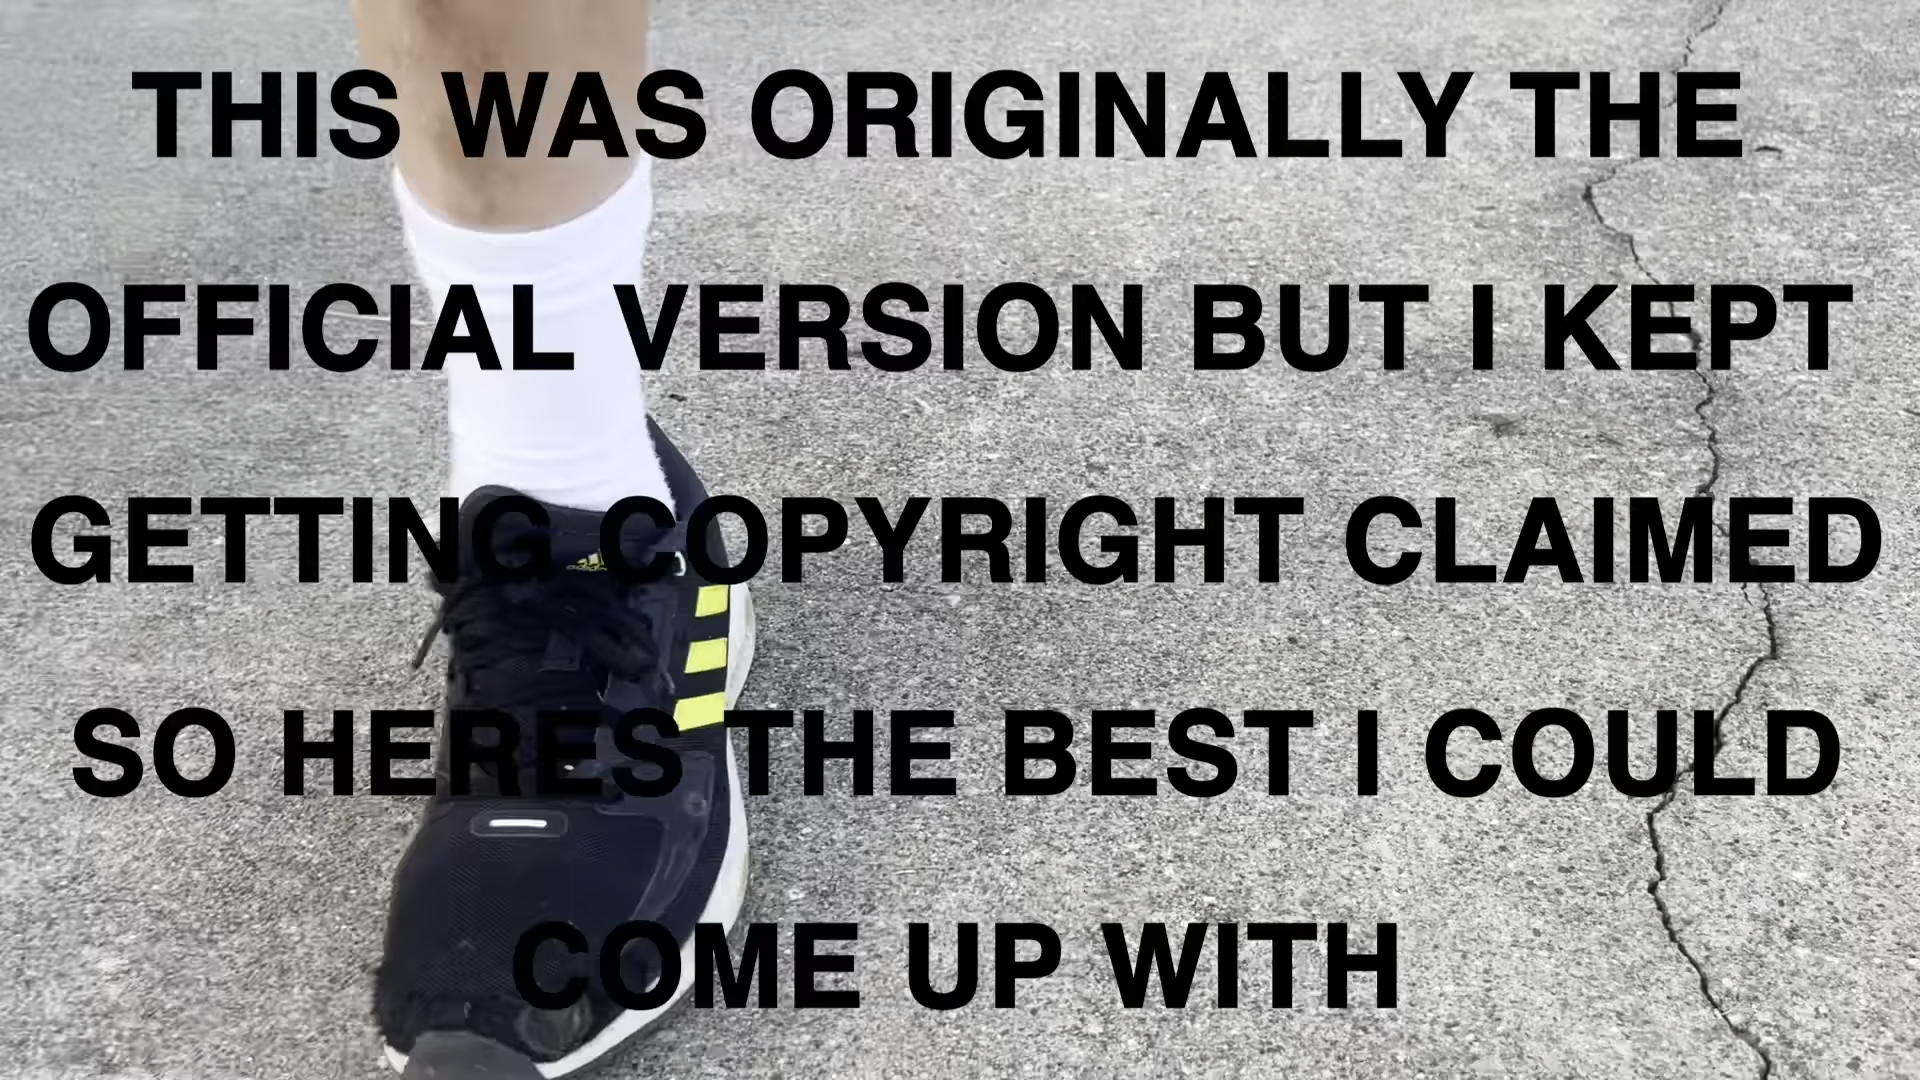 THIS WAS ORIGINALLY THE
OFFICIAL VERSION BUT I KEPT
GETTING COPYRIGHT CLAIMED
adidas
SO HERES THE BEST I COULD
COME UP WITH